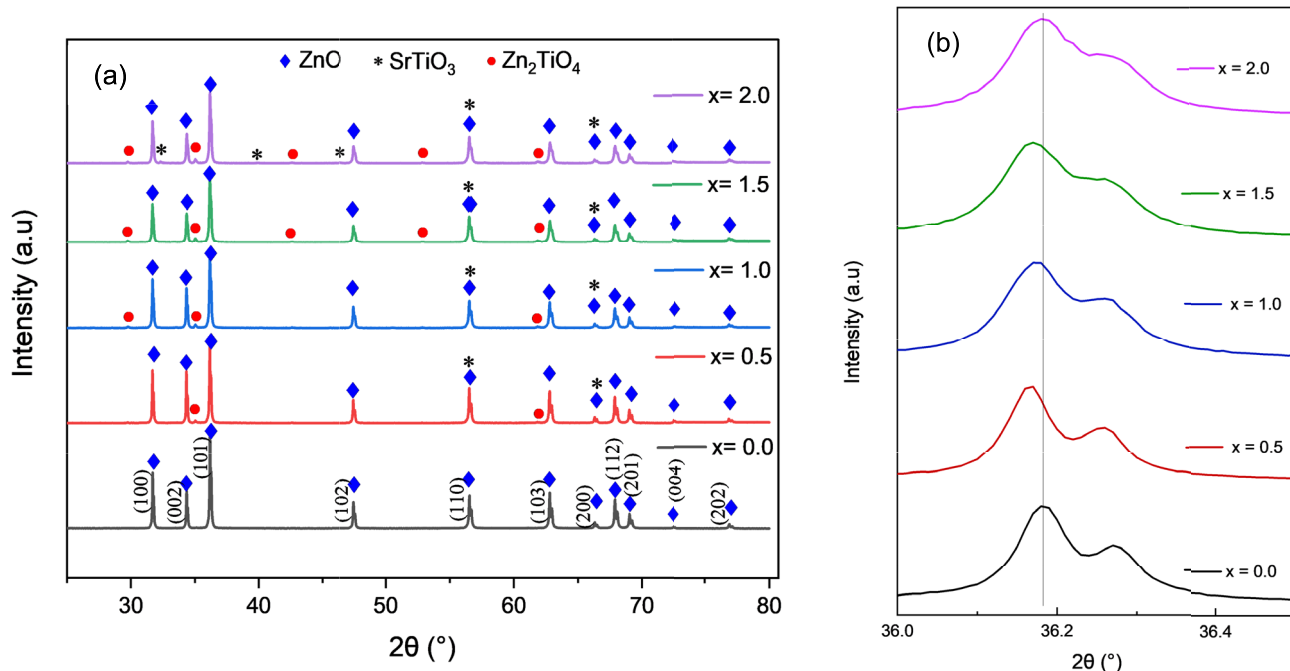 (a)
◆ ZnO * SrTiO₃ ● Zn₂TiO₄
x= 2.0
x= 1.5
x= 1.0
x= 0.5
x= 0.0
(100)
(002)
(101)
(102)
(110)
(103)
(200)
(112)
(201)
(004)
(202)
Intensity (a.u)
30 40 50 60 70 80
2θ (°)
(b)
x = 2.0
x = 1.5
x = 1.0
x = 0.5
x = 0.0
Intensity (a.u)
36.0 36.2 36.4
2θ (°)